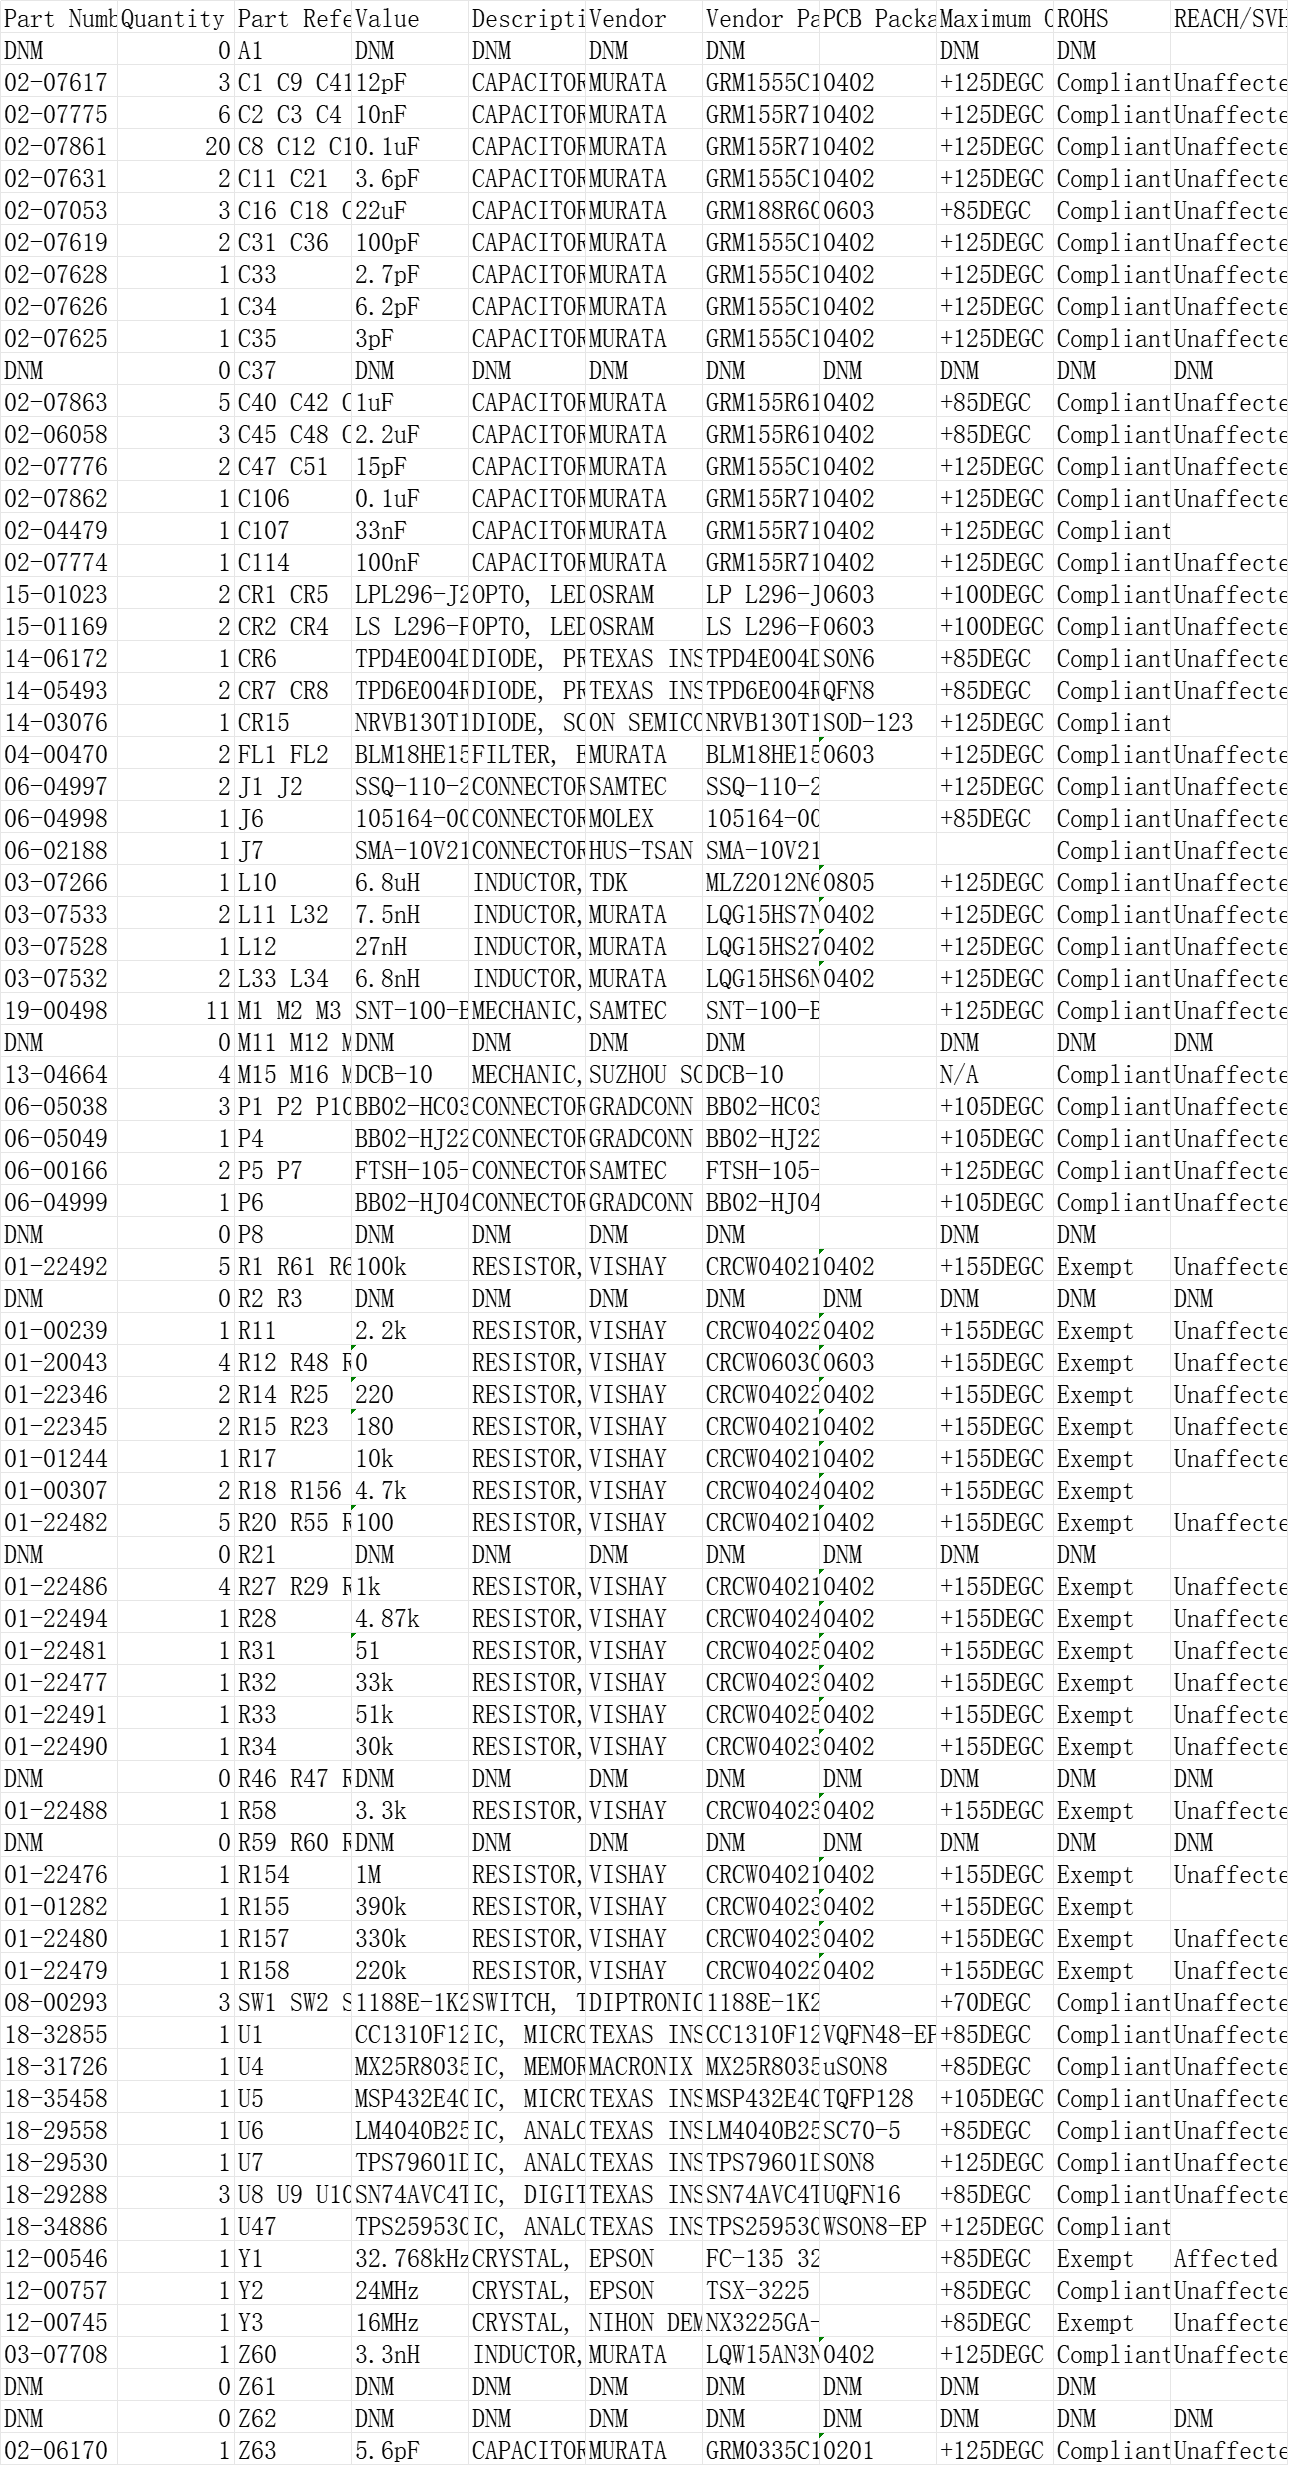 Part Numb Quantity Part Refe Value Descripti Vendor Vendor Pa PCB Packa Maximum O ROHS REACH/SVH
DNM 0 A1 DNM DNM DNM DNM DNM DNM
02-07617 3 C1 C9 C41 12pF CAPACITOR MURATA GRM1555C1 0402 +125DEGC Compliant Unaffecte
02-07775 6 C2 C3 C4 10nF CAPACITOR MURATA GRM155R71 0402 +125DEGC Compliant Unaffecte
02-07861 20 C8 C12 C1 0.1uF CAPACITOR MURATA GRM155R71 0402 +125DEGC Compliant Unaffecte
02-07631 2 C11 C21 3.6pF CAPACITOR MURATA GRM1555C1 0402 +125DEGC Compliant Unaffecte
02-07053 3 C16 C18 C 22uF CAPACITOR MURATA GRM188R60 0603 +85DEGC Compliant Unaffecte
02-07619 2 C31 C36 100pF CAPACITOR MURATA GRM1555C1 0402 +125DEGC Compliant Unaffecte
02-07628 1 C33 2.7pF CAPACITOR MURATA GRM1555C1 0402 +125DEGC Compliant Unaffecte
02-07626 1 C34 6.2pF CAPACITOR MURATA GRM1555C1 0402 +125DEGC Compliant Unaffecte
02-07625 1 C35 3pF CAPACITOR MURATA GRM1555C1 0402 +125DEGC Compliant Unaffecte
DNM 0 C37 DNM DNM DNM DNM DNM DNM DNM DNM
02-07863 5 C40 C42 C 1uF CAPACITOR MURATA GRM155R61 0402 +85DEGC Compliant Unaffecte
02-06058 3 C45 C48 C 2.2uF CAPACITOR MURATA GRM155R61 0402 +85DEGC Compliant Unaffecte
02-07776 2 C47 C51 15pF CAPACITOR MURATA GRM1555C1 0402 +125DEGC Compliant Unaffecte
02-07862 1 C106 0.1uF CAPACITOR MURATA GRM155R71 0402 +125DEGC Compliant Unaffecte
02-04479 1 C107 33nF CAPACITOR MURATA GRM155R71 0402 +125DEGC Compliant
02-07774 1 C114 100nF CAPACITOR MURATA GRM155R71 0402 +125DEGC Compliant Unaffecte
15-01023 2 CR1 CR5 LPL296-J2 OPTO, LED OSRAM LP L296-J 0603 +100DEGC Compliant Unaffecte
15-01169 2 CR2 CR4 LS L296-P OPTO, LED OSRAM LS L296-P 0603 +100DEGC Compliant Unaffecte
14-06172 1 CR6 TPD4E004D DIODE, PR TEXAS INS TPD4E004D SON6 +85DEGC Compliant Unaffecte
14-05493 2 CR7 CR8 TPD6E004R DIODE, PR TEXAS INS TPD6E004R QFN8 +85DEGC Compliant Unaffecte
14-03076 1 CR15 NRVB130T1 DIODE, SC ON SEMICO NRVB130T1 SOD-123 +125DEGC Compliant
04-00470 2 FL1 FL2 BLM18HE15 FILTER, B MURATA BLM18HE15 0603 +125DEGC Compliant Unaffecte
06-04997 2 J1 J2 SSQ-110-2 CONNECTOR SAMTEC SSQ-110-2 +125DEGC Compliant Unaffecte
06-04998 1 J6 105164-00 CONNECTOR MOLEX 105164-00 +85DEGC Compliant Unaffecte
06-02188 1 J7 SMA-10V21 CONNECTOR HUS-TSAN SMA-10V21 Compliant Unaffecte
03-07266 1 L10 6.8uH INDUCTOR, TDK MLZ2012N6 0805 +125DEGC Compliant Unaffecte
03-07533 2 L11 L32 7.5nH INDUCTOR, MURATA LQG15HS7N 0402 +125DEGC Compliant Unaffecte
03-07528 1 L12 27nH INDUCTOR, MURATA LQG15HS27 0402 +125DEGC Compliant Unaffecte
03-07532 2 L33 L34 6.8nH INDUCTOR, MURATA LQG15HS6N 0402 +125DEGC Compliant Unaffecte
19-00498 11 M1 M2 M3 SNT-100-B MECHANIC, SAMTEC SNT-100-B +125DEGC Compliant Unaffecte
DNM 0 M11 M12 M DNM DNM DNM DNM DNM DNM DNM
13-04664 4 M15 M16 M DCB-10 MECHANIC, SUZHOU SO DCB-10 N/A Compliant Unaffecte
06-05038 3 P1 P2 P10 BB02-HC03 CONNECTOR GRADCONN BB02-HC03 +105DEGC Compliant Unaffecte
06-05049 1 P4 BB02-HJ22 CONNECTOR GRADCONN BB02-HJ22 +105DEGC Compliant Unaffecte
06-00166 2 P5 P7 FTSH-105- CONNECTOR SAMTEC FTSH-105- +125DEGC Compliant Unaffecte
06-04999 1 P6 BB02-HJ04 CONNECTOR GRADCONN BB02-HJ04 +105DEGC Compliant Unaffecte
DNM 0 P8 DNM DNM DNM DNM DNM DNM
01-22492 5 R1 R61 R6 100k RESISTOR, VISHAY CRCW04021 0402 +155DEGC Exempt Unaffecte
DNM 0 R2 R3 DNM DNM DNM DNM DNM DNM DNM DNM
01-00239 1 R11 2.2k RESISTOR, VISHAY CRCW04022 0402 +155DEGC Exempt Unaffecte
01-20043 4 R12 R48 R 0 RESISTOR, VISHAY CRCW06030 0603 +155DEGC Exempt Unaffecte
01-22346 2 R14 R25 220 RESISTOR, VISHAY CRCW04022 0402 +155DEGC Exempt Unaffecte
01-22345 2 R15 R23 180 RESISTOR, VISHAY CRCW04021 0402 +155DEGC Exempt Unaffecte
01-01244 1 R17 10k RESISTOR, VISHAY CRCW04021 0402 +155DEGC Exempt Unaffecte
01-00307 2 R18 R156 4.7k RESISTOR, VISHAY CRCW04024 0402 +155DEGC Exempt
01-22482 5 R20 R55 R 100 RESISTOR, VISHAY CRCW04021 0402 +155DEGC Exempt Unaffecte
DNM 0 R21 DNM DNM DNM DNM DNM DNM DNM
01-22486 4 R27 R29 R 1k RESISTOR, VISHAY CRCW04021 0402 +155DEGC Exempt Unaffecte
01-22494 1 R28 4.87k RESISTOR, VISHAY CRCW04024 0402 +155DEGC Exempt Unaffecte
01-22481 1 R31 51 RESISTOR, VISHAY CRCW04025 0402 +155DEGC Exempt Unaffecte
01-22477 1 R32 33k RESISTOR, VISHAY CRCW04023 0402 +155DEGC Exempt Unaffecte
01-22491 1 R33 51k RESISTOR, VISHAY CRCW04025 0402 +155DEGC Exempt Unaffecte
01-22490 1 R34 30k RESISTOR, VISHAY CRCW04023 0402 +155DEGC Exempt Unaffecte
DNM 0 R46 R47 R DNM DNM DNM DNM DNM DNM DNM DNM
01-22488 1 R58 3.3k RESISTOR, VISHAY CRCW04023 0402 +155DEGC Exempt Unaffecte
DNM 0 R59 R60 R DNM DNM DNM DNM DNM DNM DNM DNM
01-22476 1 R154 1M RESISTOR, VISHAY CRCW04021 0402 +155DEGC Exempt Unaffecte
01-01282 1 R155 390k RESISTOR, VISHAY CRCW04023 0402 +155DEGC Exempt
01-22480 1 R157 330k RESISTOR, VISHAY CRCW04023 0402 +155DEGC Exempt Unaffecte
01-22479 1 R158 220k RESISTOR, VISHAY CRCW04022 0402 +155DEGC Exempt Unaffecte
08-00293 3 SW1 SW2 S 1188E-1K2 SWITCH, T DIPTRONIC 1188E-1K2 +70DEGC Compliant Unaffecte
18-32855 1 U1 CC1310F12 IC, MICRO TEXAS INS CC1310F12 VQFN48-EP +85DEGC Compliant Unaffecte
18-31726 1 U4 MX25R8035 IC, MEMOR MACRONIX MX25R8035 uSON8 +85DEGC Compliant Unaffecte
18-35458 1 U5 MSP432E40 IC, MICRO TEXAS INS MSP432E40 TQFP128 +105DEGC Compliant Unaffecte
18-29558 1 U6 LM4040B25 IC, ANALO TEXAS INS LM4040B25 SC70-5 +85DEGC Compliant Unaffecte
18-29530 1 U7 TPS79601D IC, ANALO TEXAS INS TPS79601D SON8 +125DEGC Compliant Unaffecte
18-29288 3 U8 U9 U10 SN74AVC4T IC, DIGIT TEXAS INS SN74AVC4T UQFN16 +85DEGC Compliant Unaffecte
18-34886 1 U47 TPS259530 IC, ANALO TEXAS INS TPS259530 WSON8-EP +125DEGC Compliant
12-00546 1 Y1 32.768kHz CRYSTAL, EPSON FC-135 32 +85DEGC Exempt Affected
12-00757 1 Y2 24MHz CRYSTAL, EPSON TSX-3225 +85DEGC Compliant Unaffecte
12-00745 1 Y3 16MHz CRYSTAL, NIHON DEM NX3225GA- +85DEGC Exempt Unaffecte
03-07708 1 Z60 3.3nH INDUCTOR, MURATA LQW15AN3N 0402 +125DEGC Compliant Unaffecte
DNM 0 Z61 DNM DNM DNM DNM DNM DNM DNM
DNM 0 Z62 DNM DNM DNM DNM DNM DNM DNM DNM
02-06170 1 Z63 5.6pF CAPACITOR MURATA GRM0335C1 0201 +125DEGC Compliant Unaffecte